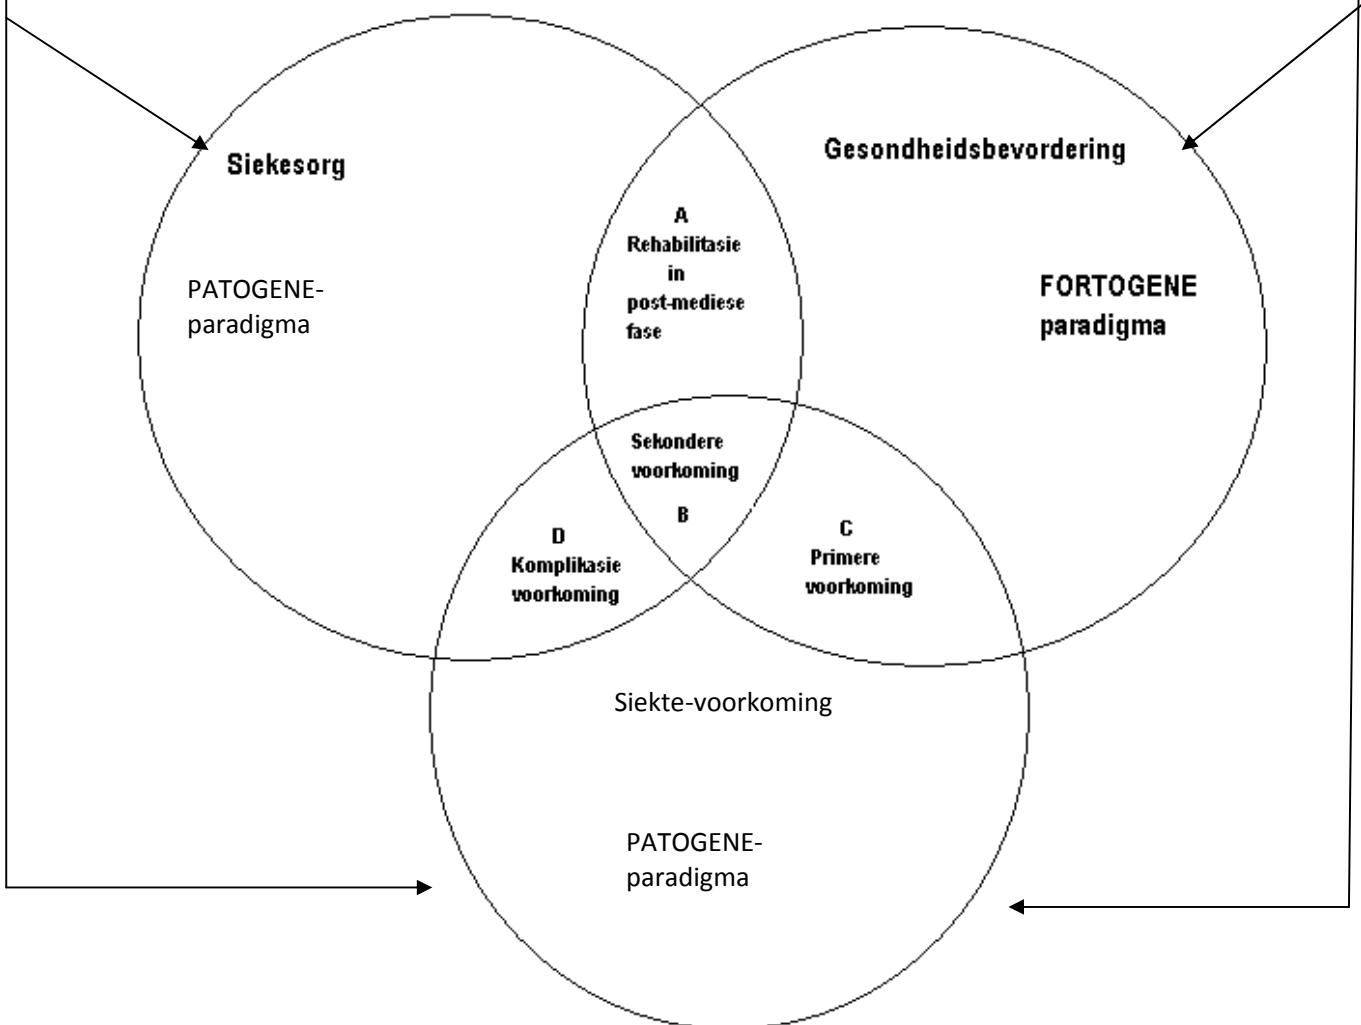 Siekesorg
Gesondheidsbevordering
A
Rehabilitasie
in
post-mediese
fase
PATOGENE-
paradigma
FORTOGENE
paradigma
Sekondere
voorkoming
B
D
Komplikasie
voorkoming
C
Primere
voorkoming
Siekte-voorkoming
PATOGENE-
paradigma